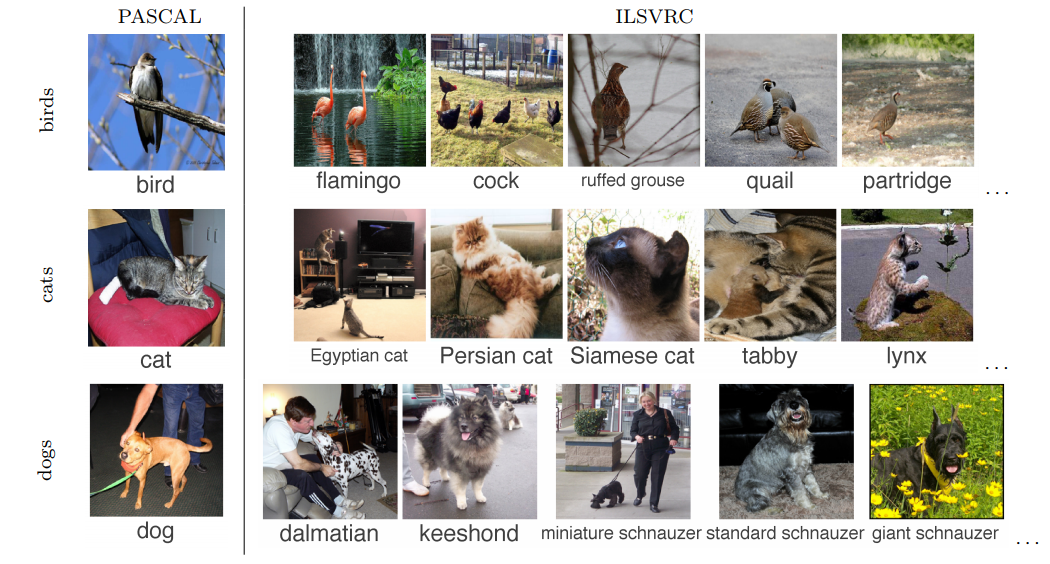 PASCAL
ILSVRC
birds
bird
flamingo
cock
ruffed grouse
quail
partridge
...
cats
cat
Egyptian cat
Persian cat
Siamese cat
tabby
lynx
...
dogs
dog
dalmatian
keeshond
miniature schnauzer
standard schnauzer
giant schnauzer
...